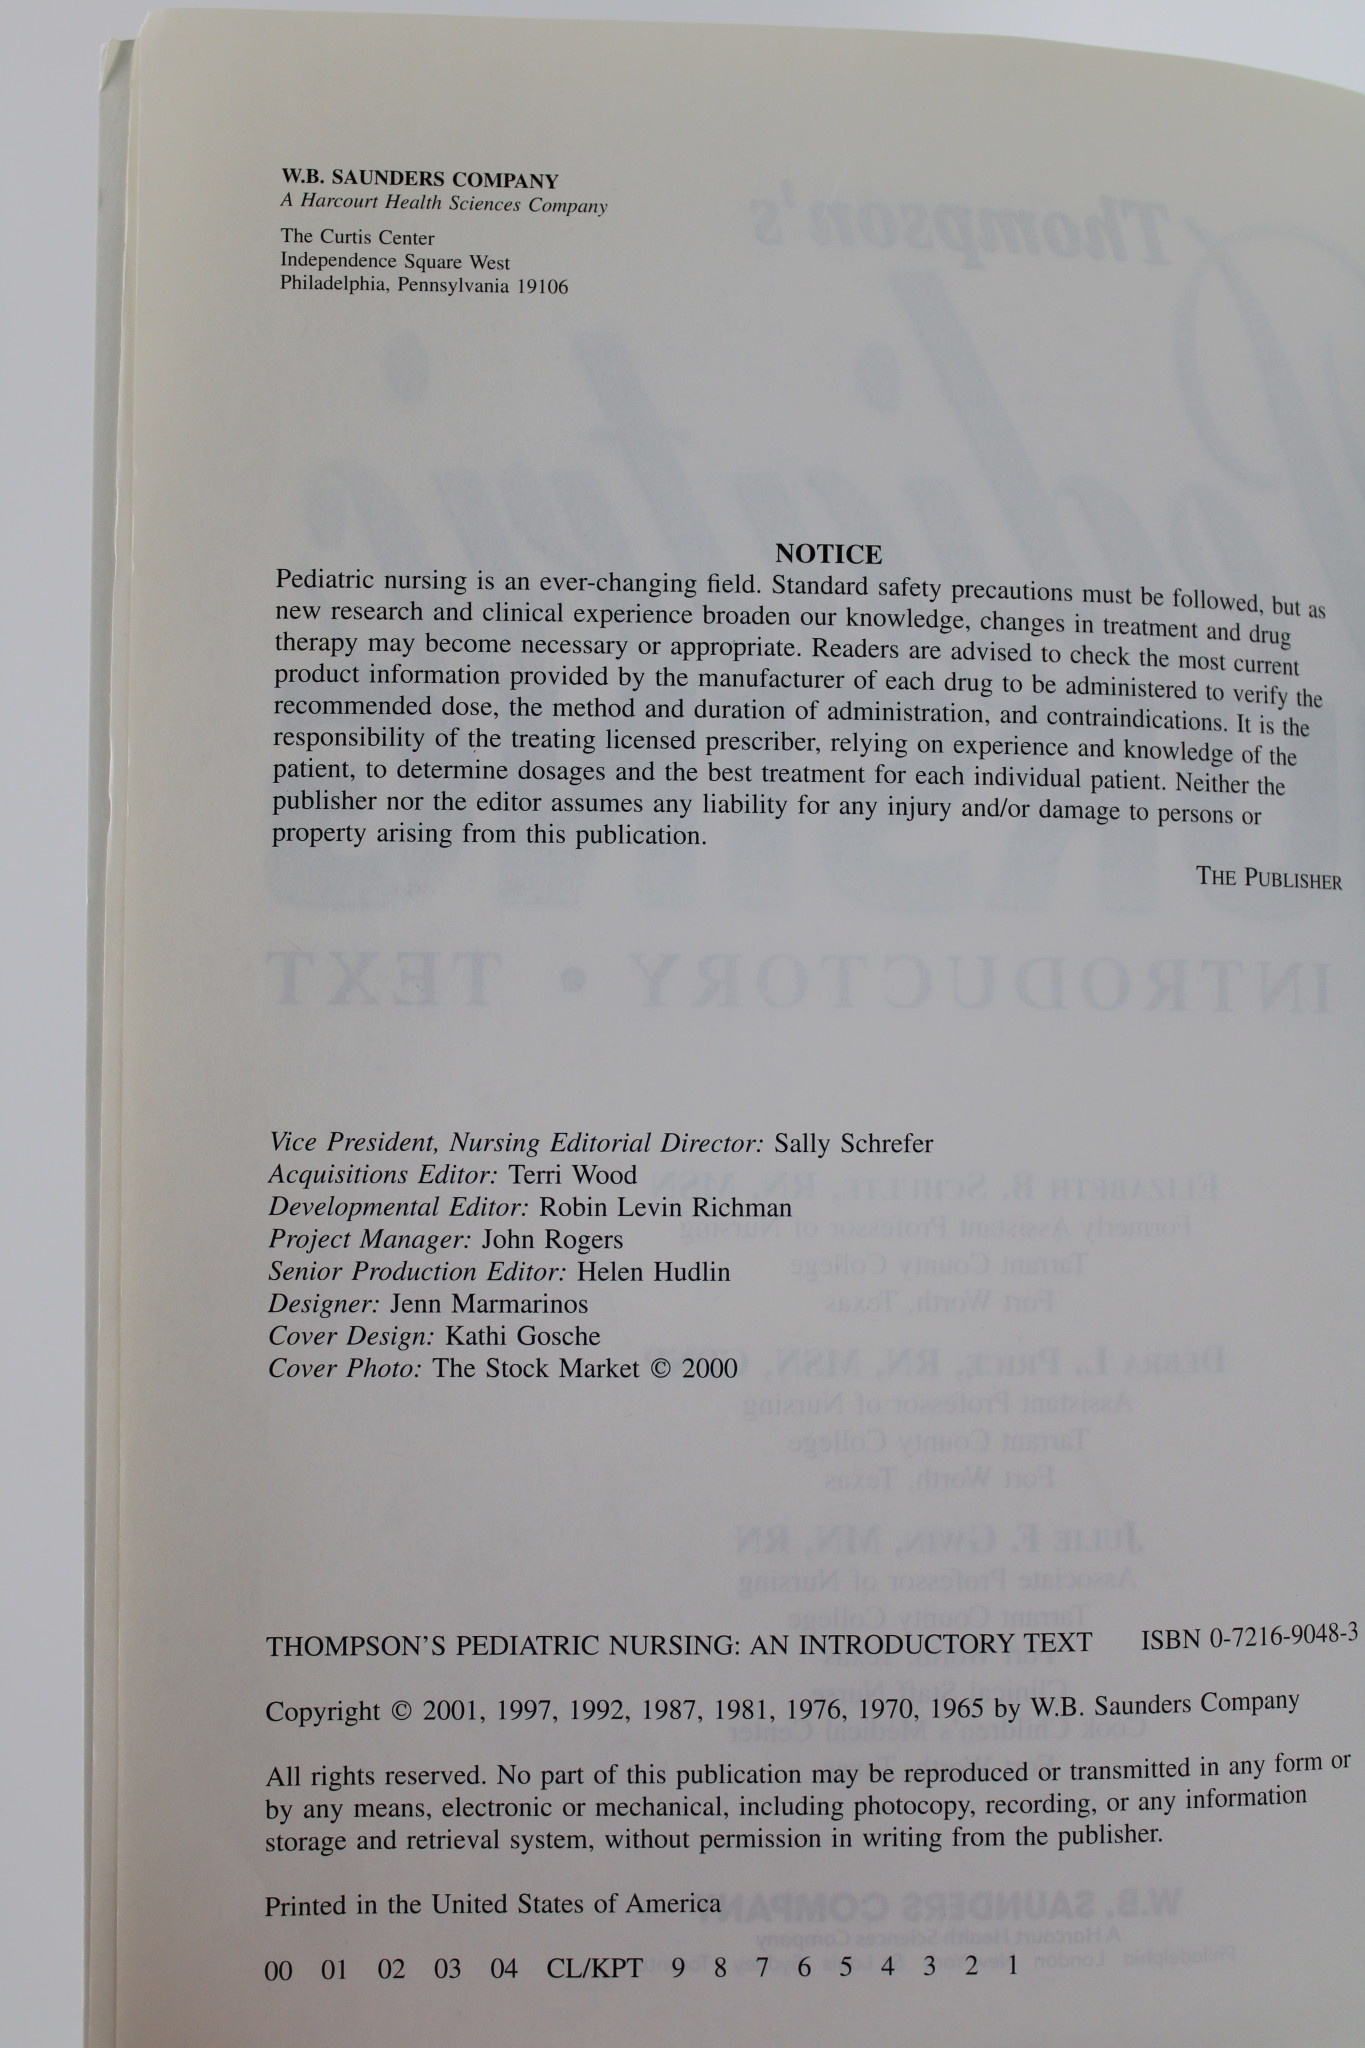 W.B. SAUNDERS COMPANY
A Harcourt Health Sciences Company
The Curtis Center
Independence Square West
Philadelphia, Pennsylvania 19106
NOTICE
Pediatric nursing is an ever-changing field. Standard safety precautions must be followed, but as
new research and clinical experience broaden our knowledge, changes in treatment and drug
therapy may become necessary or appropriate. Readers are advised to check the most current
product information provided by the manufacturer of each drug to be administered to verify the
recommended dose, the method and duration of administration, and contraindications. It is the
responsibility of the treating licensed prescriber, relying on experience and knowledge of the
patient, to determine dosages and the best treatment for each individual patient. Neither the
publisher nor the editor assumes any liability for any injury and/or damage to persons or
property arising from this publication.
THE PUBLISHER
Vice President, Nursing Editorial Director: Sally Schrefer
Acquisitions Editor: Terri Wood
Developmental Editor: Robin Levin Richman
Project Manager: John Rogers
Senior Production Editor: Helen Hudlin
Designer: Jenn Marmarinos
Cover Design: Kathi Gosche
Cover Photo: The Stock Market © 2000
THOMPSON'S PEDIATRIC NURSING: AN INTRODUCTORY TEXT ISBN 0-7216-9048-3
Copyright © 2001, 1997, 1992, 1987, 1981, 1976, 1970, 1965 by W.B. Saunders Company
All rights reserved. No part of this publication may be reproduced or transmitted in any form or
by any means, electronic or mechanical, including photocopy, recording, or any information
storage and retrieval system, without permission in writing from the publisher.
Printed in the United States of America
00 01 02 03 04 CL/KPT 9 8 7 6 5 4 3 2 1